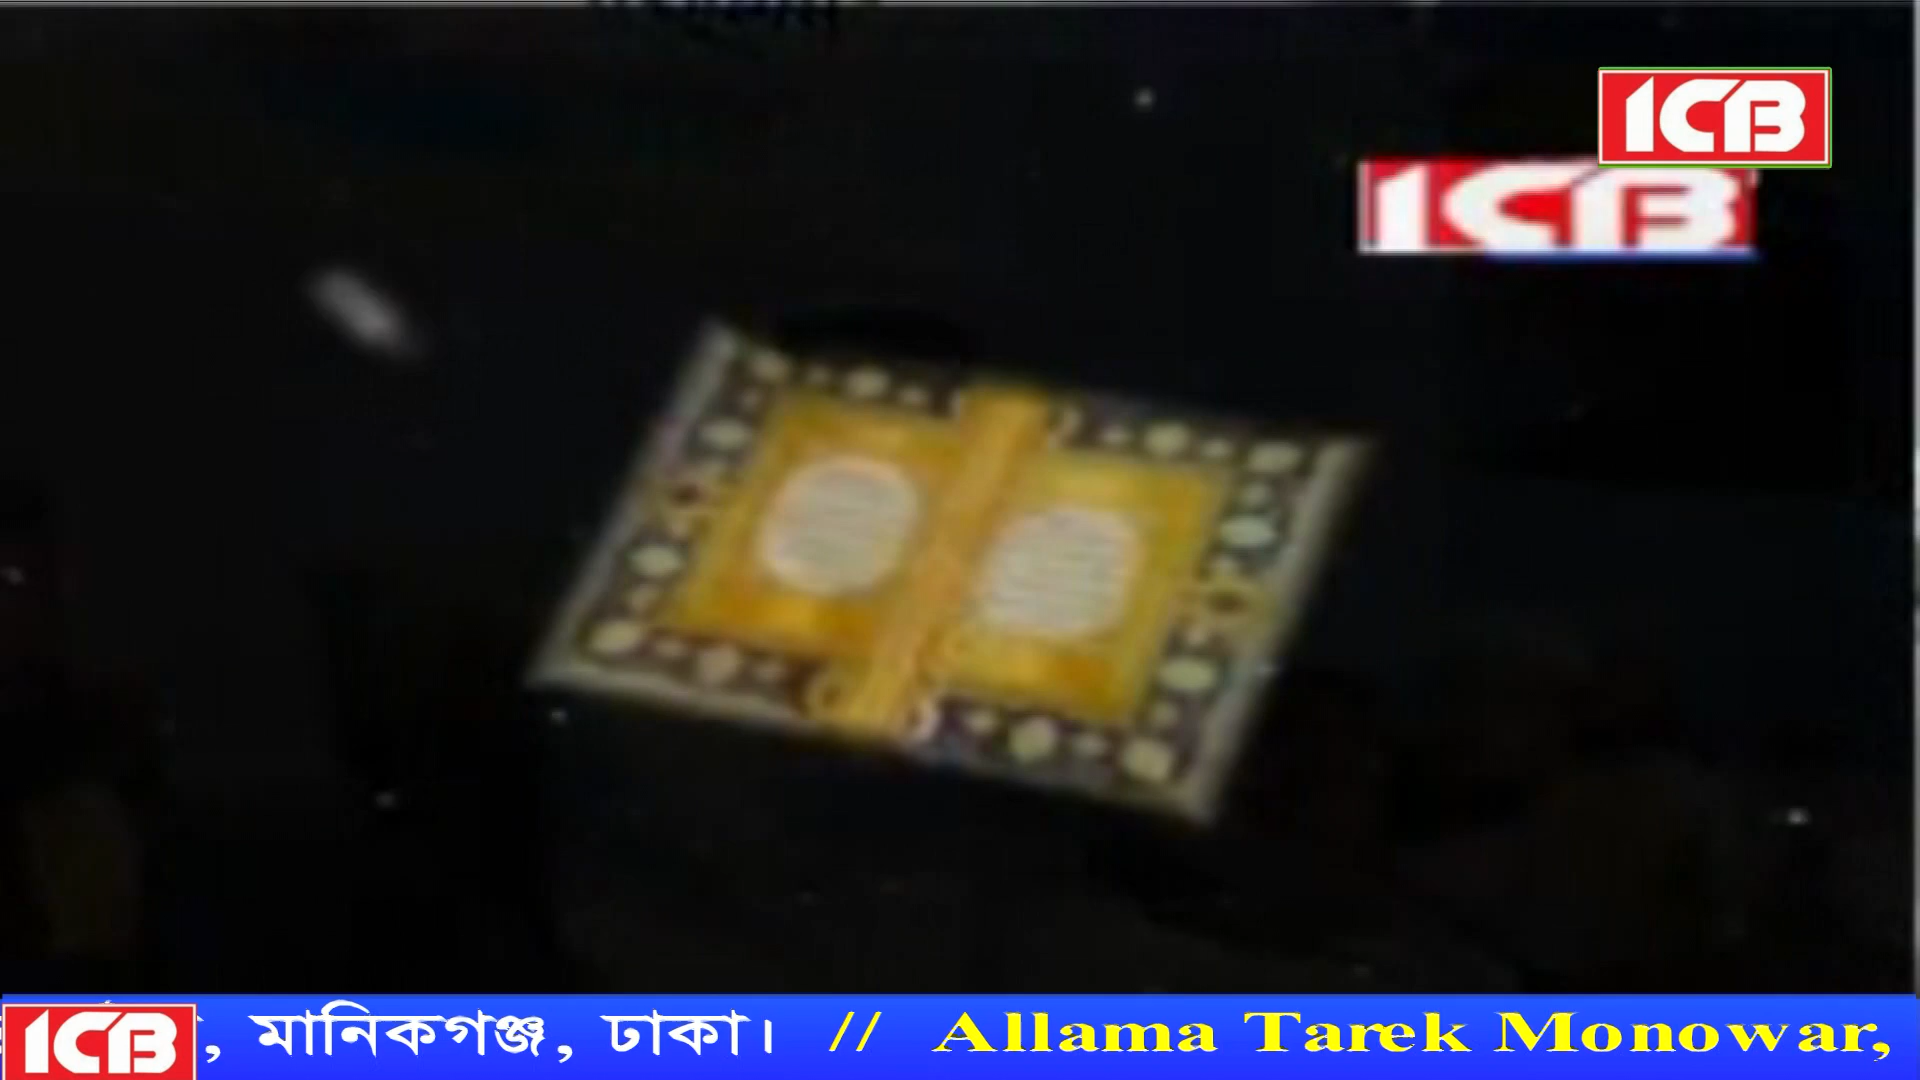 ICB
ICB
ICB , মানিকগঞ্জ, ঢাকা। // Allama Tarek Monowar,